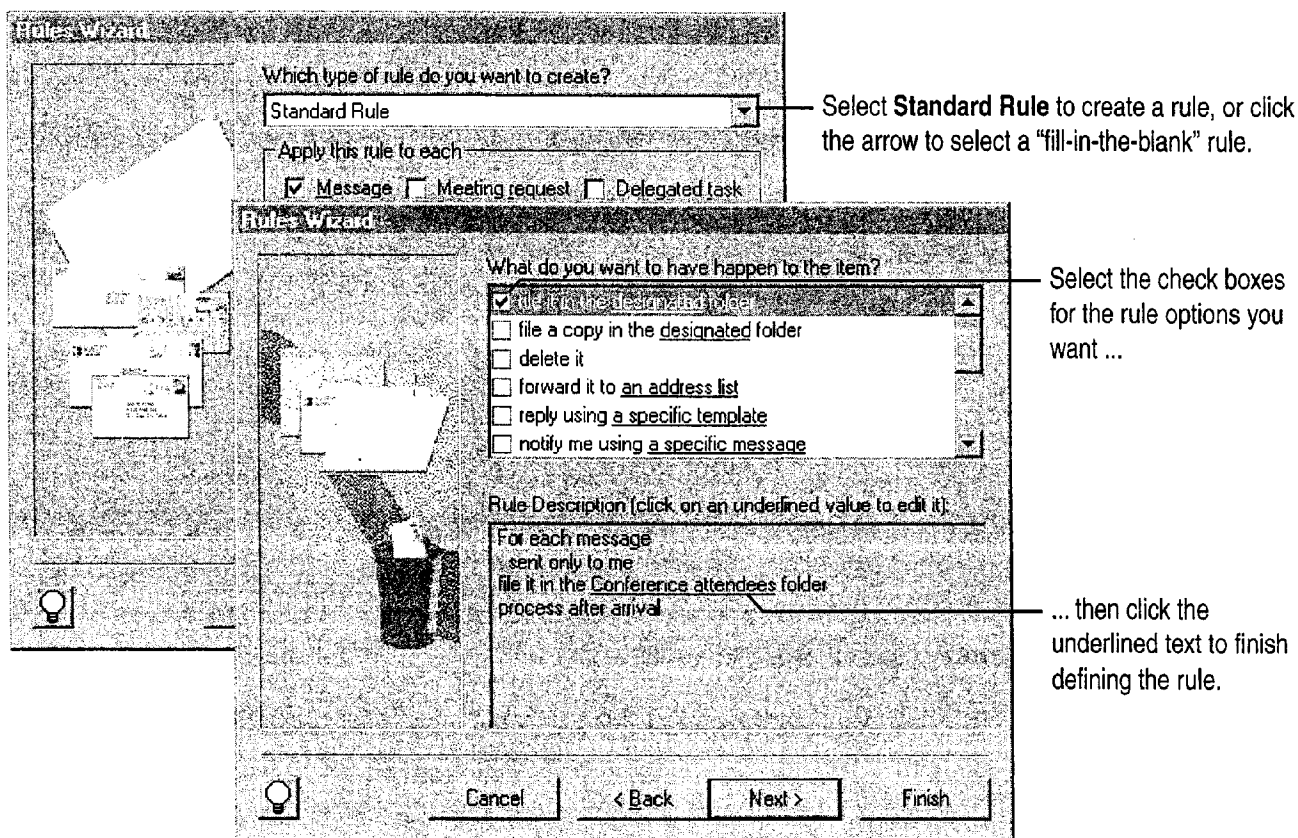 Rules Wizard
Which type of rule do you want to create?
Standard Rule
Apply this rule to each
Message Meeting request Delegated task
Select Standard Rule to create a rule, or click
the arrow to select a "fill-in-the-blank" rule.
Rules Wizard
What do you want to have happen to the item?
file it in the designated folder
file a copy in the designated folder
delete it
forward it to an address list
reply using a specific template
notify me using a specific message
Select the check boxes
for the rule options you
want ...
Rule Description (click on an underlined value to edit it):
For each message
sent only to me
file it in the Conference attendees folder
process after arrival
... then click the
underlined text to finish
defining the rule.
Cancel
< Back
Next >
Finish